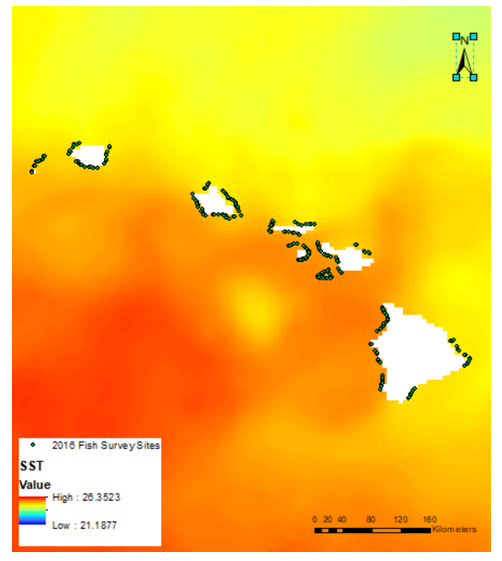 N
2016 Fish Survey Sites
SST
Value
High : 26.3523
Low : 21.1877
0 20 40 80 120 160
Kilometers